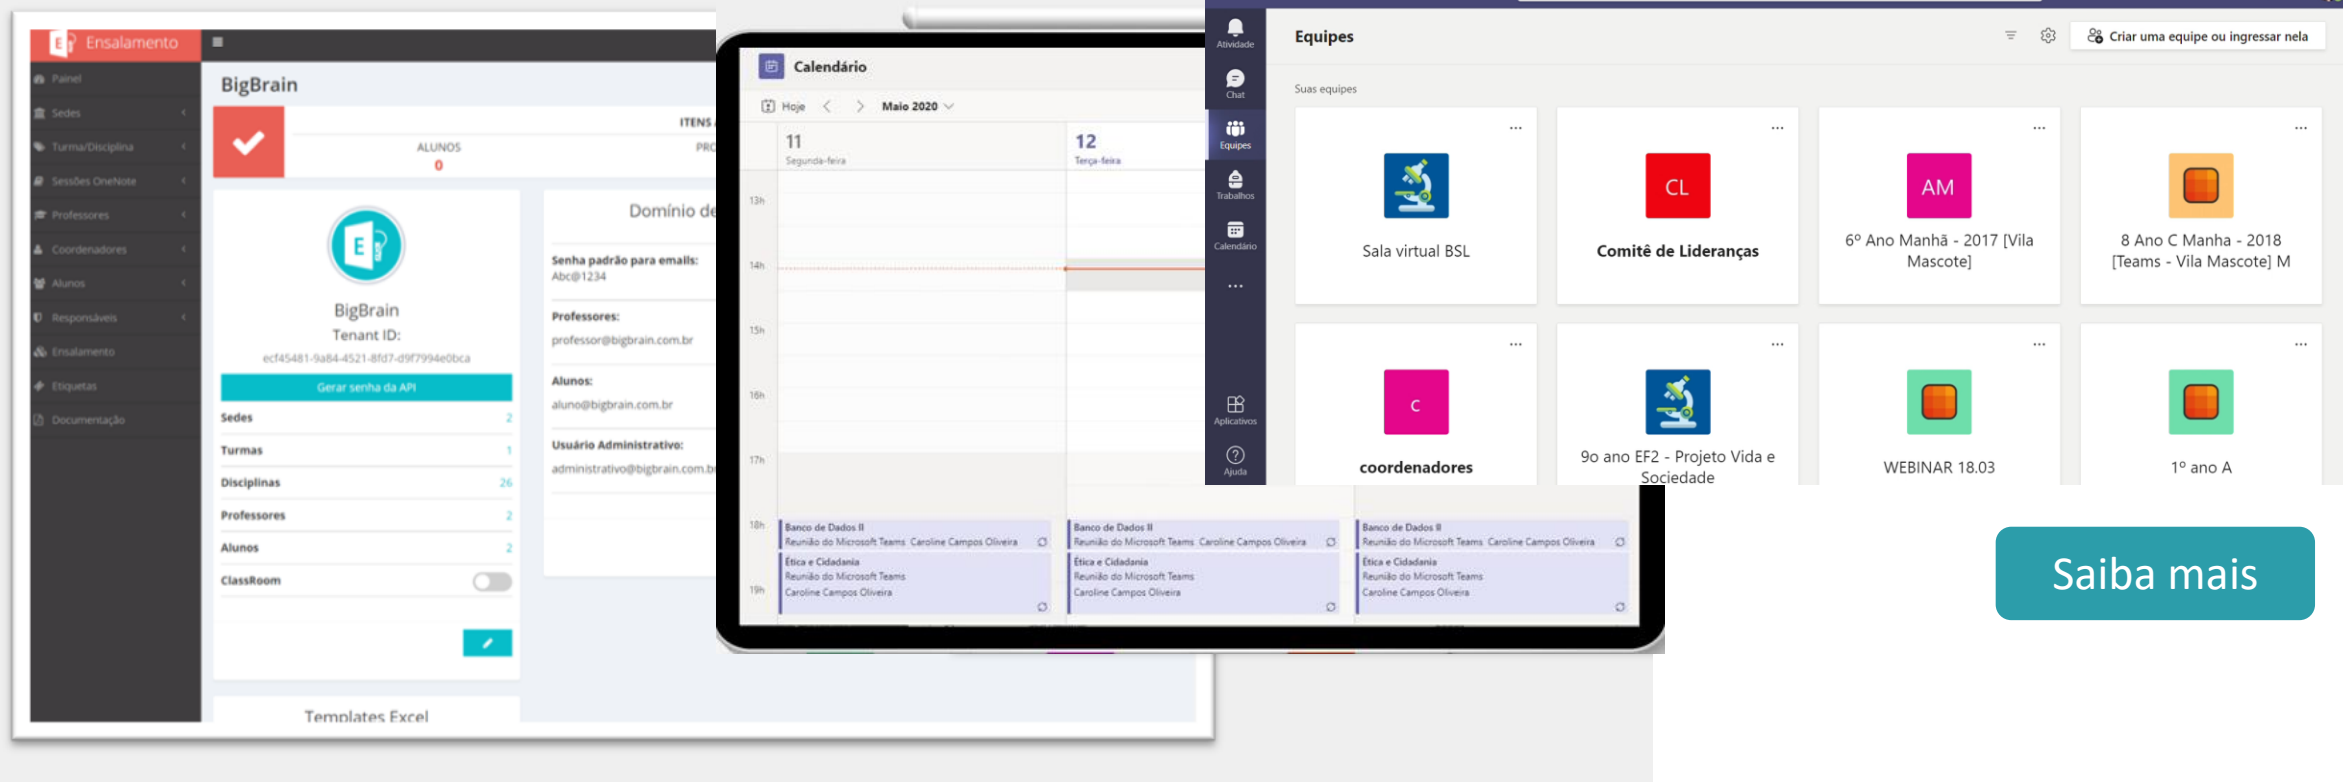 Ensalamento
Painel
Sedes
Turma/Disciplina
Sessões OneNote
Professores
Coordenadores
Alunos
Responsáveis
Ensalamento
Etiquetas
Documentação
BigBrain
ITENS
ALUNOS
0
PRO
E
BigBrain
Tenant ID:
ecf45481-9a84-4521-8fd7-d9f7994e0bca
Gerar senha da API
Sedes 2
Turmas 1
Disciplinas 26
Professores 2
Alunos 2
ClassRoom
Templates Excel
Domínio de
Senha padrão para emails:
Abc@1234
Professores:
professor@bigbrain.com.br
Alunos:
aluno@bigbrain.com.br
Usuário Administrativo:
administrativo@bigbrain.com.br
Calendário
Hoje Maio 2020
11
Segunda-feira
12
Terça-feira
13h
14h
15h
16h
17h
18h
19h
Banco de Dados II
Reunião do Microsoft Teams Caroline Campos Oliveira
Ética e Cidadania
Reunião do Microsoft Teams
Caroline Campos Oliveira
Banco de Dados II
Reunião do Microsoft Teams Caroline Campos Oliveira
Ética e Cidadania
Reunião do Microsoft Teams
Caroline Campos Oliveira
Banco de Dados II
Reunião do Microsoft Teams Caroline Campos Oliveira
Ética e Cidadania
Reunião do Microsoft Teams
Caroline Campos Oliveira
Atividade
Chat
Equipes
Trabalhos
Calendário
Aplicativos
Ajuda
Equipes
Criar uma equipe ou ingressar nela
Suas equipes
Sala virtual BSL
CL
Comitê de Lideranças
AM
6º Ano Manhã - 2017 [Vila
Mascote]
8 Ano C Manha - 2018
[Teams - Vila Mascote] M
C
coordenadores
9o ano EF2 - Projeto Vida e
Sociedade
WEBINAR 18.03
1º ano A
Saiba mais